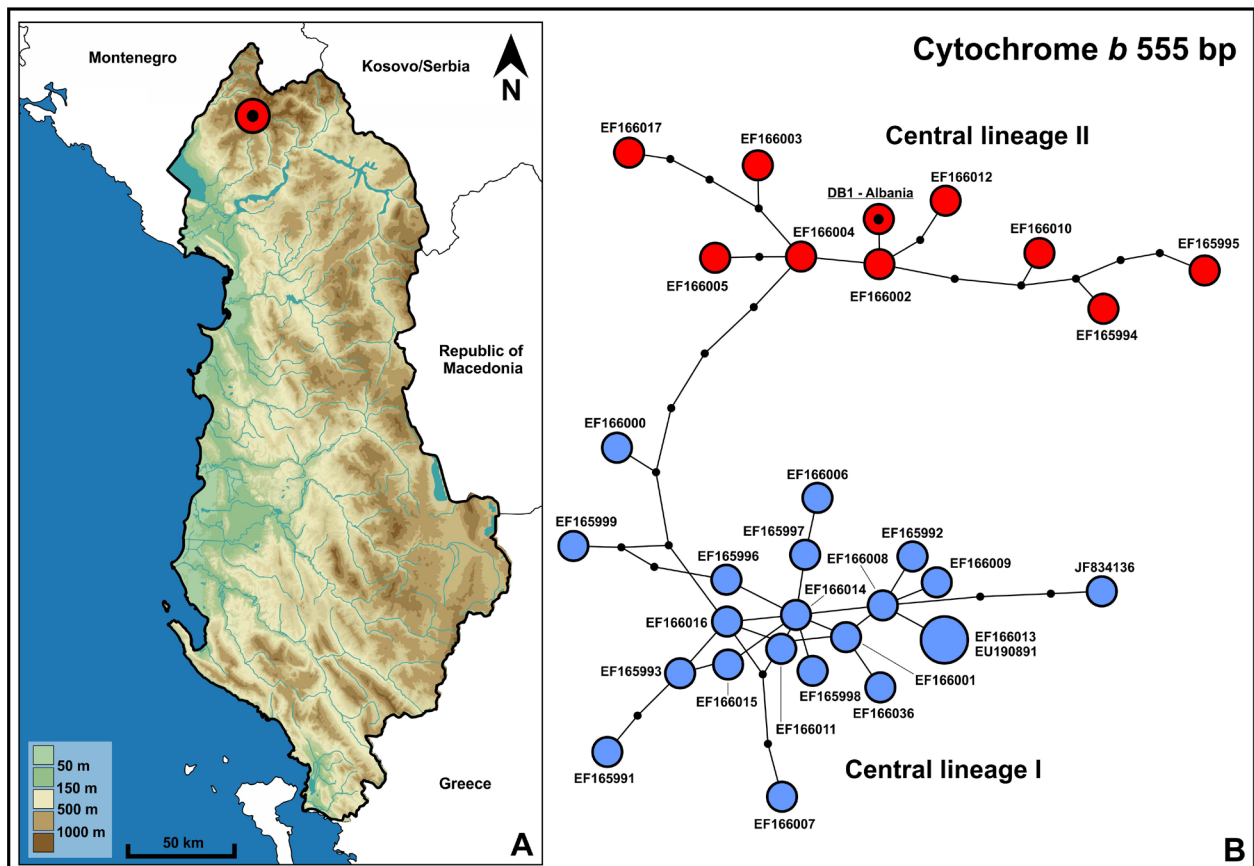 Montenegro
Kosovo/Serbia
N
Republic of
Macedonia
Greece
50 m
150 m
500 m
1000 m
50 km
A
Cytochrome b 555 bp
Central lineage II
EF166017
EF166003
DB1 - Albania
EF166012
EF166004
EF166010
EF165995
EF166005
EF166002
EF165994
EF166000
EF166006
EF165999
EF165997
EF165992
EF165996
EF166008
EF166009
JF834136
EF166014
EF166016
EF166013
EU190891
EF165993
EF166001
EF165998
EF166015
EF166036
EF166011
EF165991
Central lineage I
EF166007
B